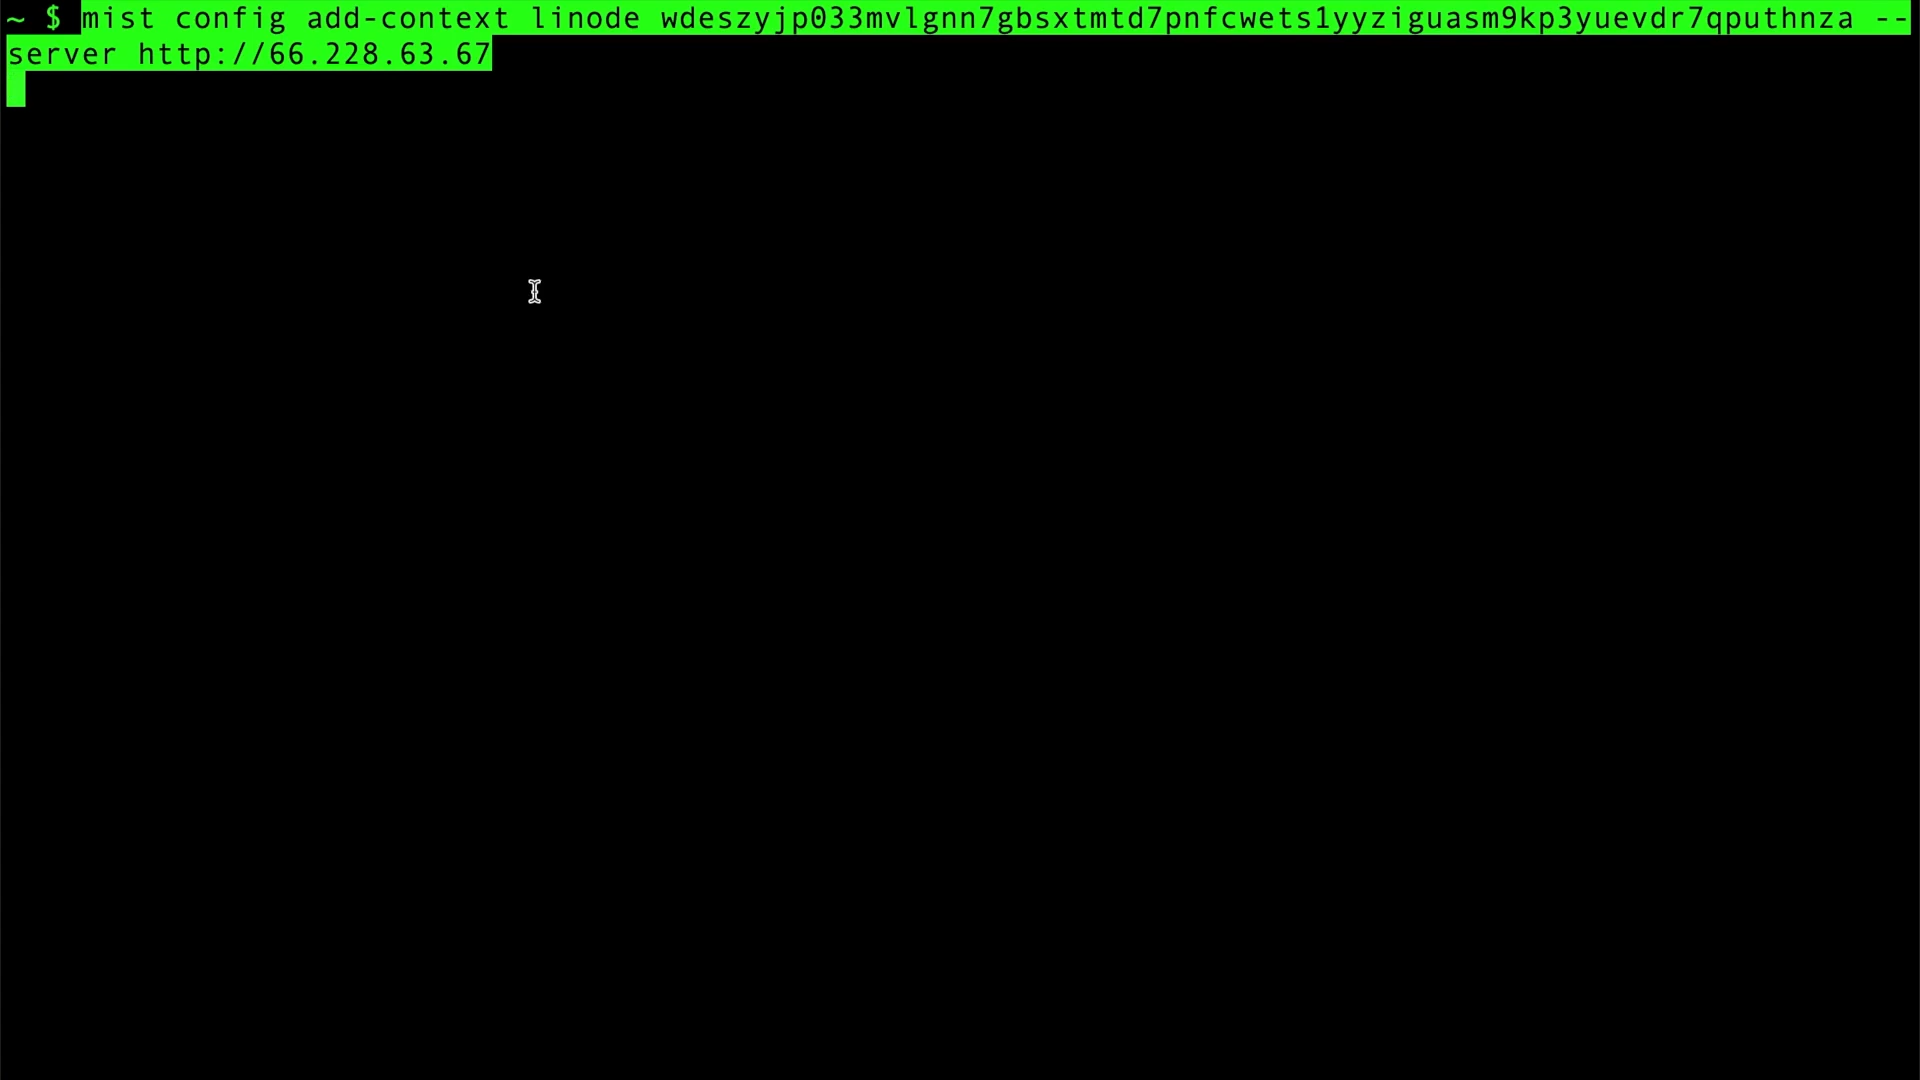 ~ $ mist config add-context linode wdeszyjp033mvlgnn7gbsxtmtd7pnfcwets1yyziguasm9kp3yuevdr7qputhnza --
server http://66.228.63.67